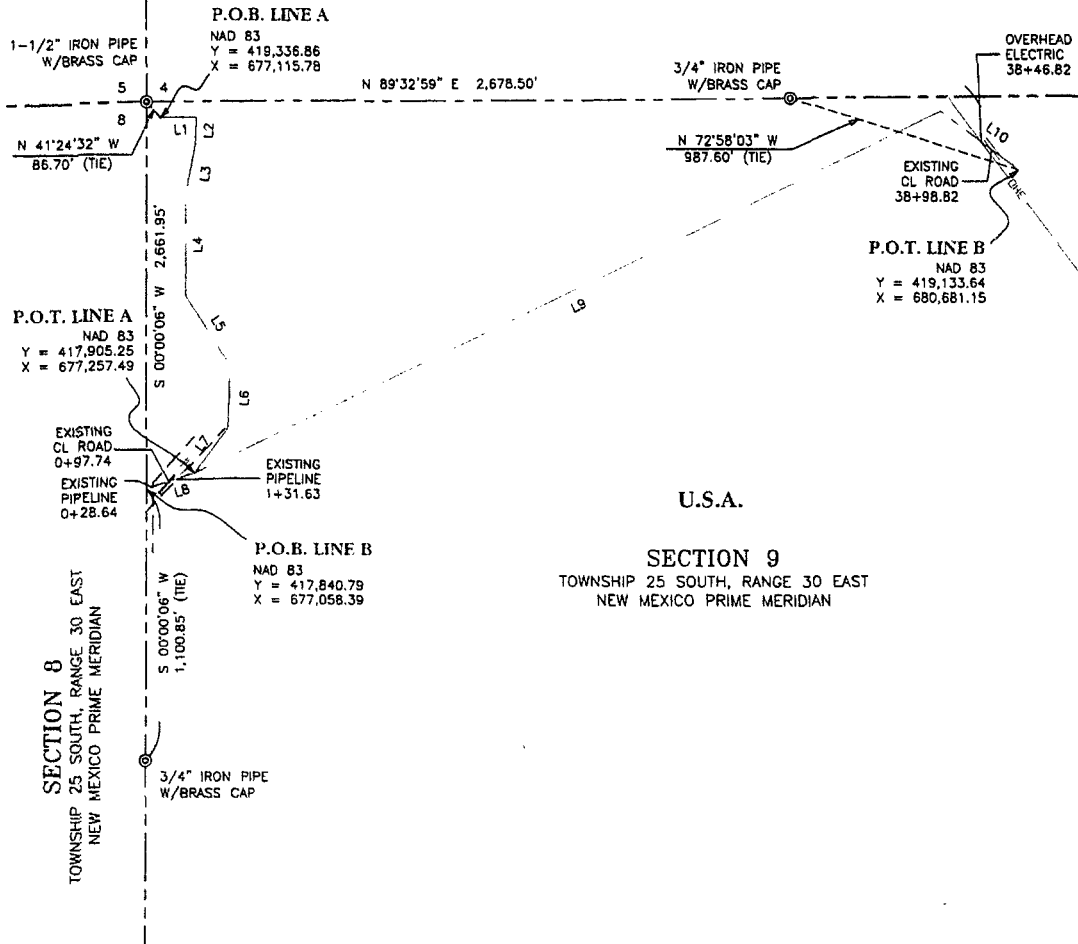 P.O.B. LINE A
NAD 83
Y = 419,336.86
X = 677,115.78
1-1/2" IRON PIPE
W/BRASS CAP
5 4
8
N 89'32'59" E 2,678.50'
3/4" IRON PIPE
W/BRASS CAP
OVERHEAD
ELECTRIC
38+46.82
N 41'24'32" W
86.70' (TIE)
L1
L2
L3
L4
L5
L6
L7
L8
L9
L10
N 72'58'03" W
987.60' (TIE)
EXISTING
CL ROAD
38+98.82
OHE
P.O.T. LINE B
NAD 83
Y = 419,133.64
X = 680,681.15
S 00'00'06" W 2,661.95'
P.O.T. LINE A
NAD 83
Y = 417,905.25
X = 677,257.49
EXISTING
CL ROAD
0+97.74
EXISTING
PIPELINE
0+28.64
EXISTING
PIPELINE
1+31.63
P.O.B. LINE B
NAD 83
Y = 417,840.79
X = 677,058.39
U.S.A.
SECTION 9
TOWNSHIP 25 SOUTH, RANGE 30 EAST
NEW MEXICO PRIME MERIDIAN
S 00'00'06" W
1,100.85' (TIE)
SECTION 8
TOWNSHIP 25 SOUTH, RANGE 30 EAST
NEW MEXICO PRIME MERIDIAN
3/4" IRON PIPE
W/BRASS CAP